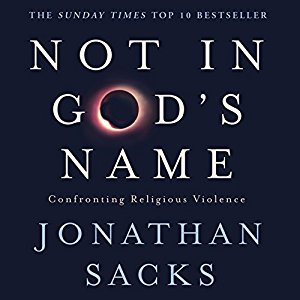 THE SUNDAY TIMES TOP 10 BESTSELLER
NOT IN
GOD'S
NAME
Confronting Religious Violence
JONATHAN
SACKS